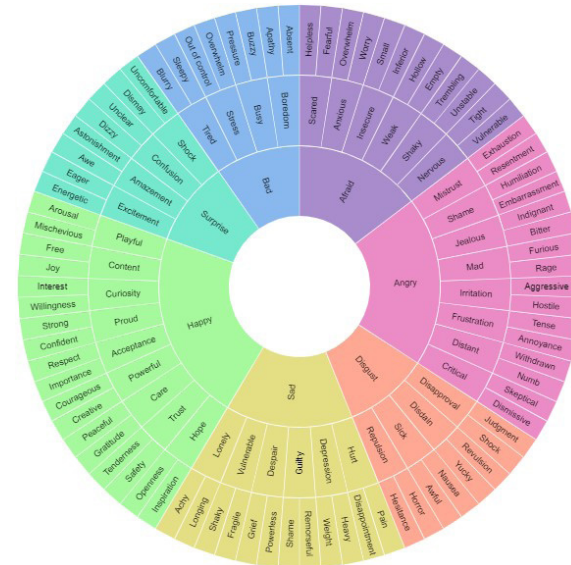 Afraid
Scared
Helpless
Fearful
Anxious
Overwhelm
Worry
Insecure
Small
Inferior
Weak
Hollow
Empty
Shaky
Trembling
Unstable
Nervous
Tight
Vulnerable
Angry
Mistrust
Exhaustion
Resentment
Shame
Humiliation
Embarrassment
Jealous
Indignant
Bitter
Mad
Furious
Rage
Irritation
Aggressive
Hostile
Frustration
Tense
Annoyance
Distant
Withdrawn
Numb
Critical
Skeptical
Dismissive
Disgust
Disapproval
Judgment
Shock
Disdain
Revulsion
Yucky
Sick
Nausea
Awful
Repulsion
Horror
Hesitance
Sad
Hurt
Pain
Disappointment
Depression
Heavy
Weight
Guilty
Remorseful
Shame
Despair
Powerless
Grief
Vulnerable
Fragile
Shaky
Lonely
Longing
Achy
Happy
Hope
Inspiration
Openness
Trust
Safety
Tenderness
Care
Gratitude
Peaceful
Powerful
Creative
Courageous
Acceptance
Importance
Respect
Proud
Confident
Strong
Curiosity
Willingness
Interest
Content
Joy
Free
Playful
Mischevious
Arousal
Surprise
Excitement
Energetic
Eager
Amazement
Awe
Astonishment
Confusion
Dizzy
Unclear
Shock
Dismay
Uncomfortable
Bad
Tired
Blurry
Sleepy
Stress
Out of control
Overwhelm
Busy
Pressure
Buzzy
Boredom
Apathy
Absent